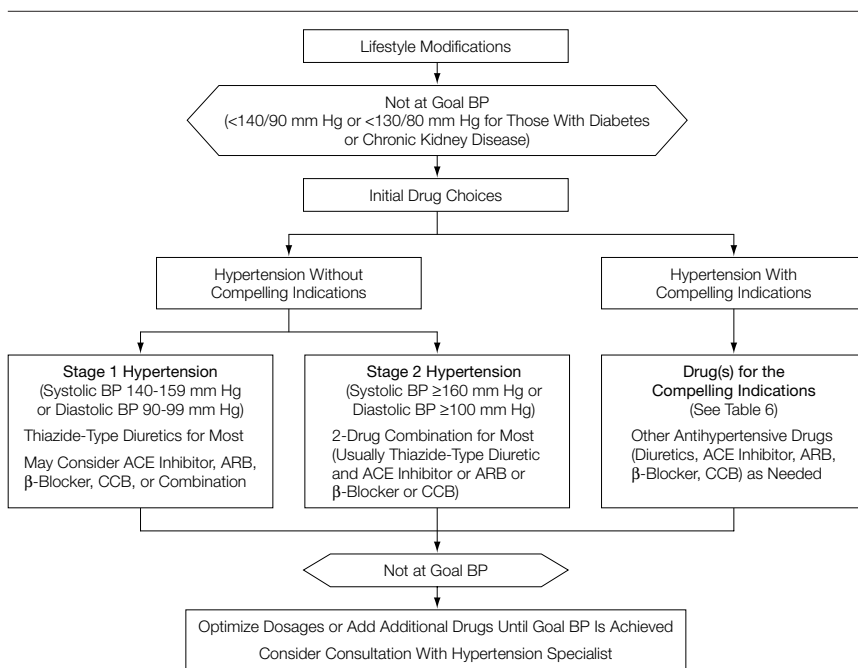 Lifestyle Modifications
Not at Goal BP
(<140/90 mm Hg or <130/80 mm Hg for Those With Diabetes
or Chronic Kidney Disease)
Initial Drug Choices
Hypertension Without
Compelling Indications
Hypertension With
Compelling Indications
Stage 1 Hypertension
(Systolic BP 140-159 mm Hg
or Diastolic BP 90-99 mm Hg)
Thiazide-Type Diuretics for Most
May Consider ACE Inhibitor, ARB,
β-Blocker, CCB, or Combination
Stage 2 Hypertension
(Systolic BP ≥160 mm Hg or
Diastolic BP ≥100 mm Hg)
2-Drug Combination for Most
(Usually Thiazide-Type Diuretic
and ACE Inhibitor or ARB or
β-Blocker or CCB)
Drug(s) for the
Compelling Indications
(See Table 6)
Other Antihypertensive Drugs
(Diuretics, ACE Inhibitor, ARB,
β-Blocker, CCB) as Needed
Not at Goal BP
Optimize Dosages or Add Additional Drugs Until Goal BP Is Achieved
Consider Consultation With Hypertension Specialist